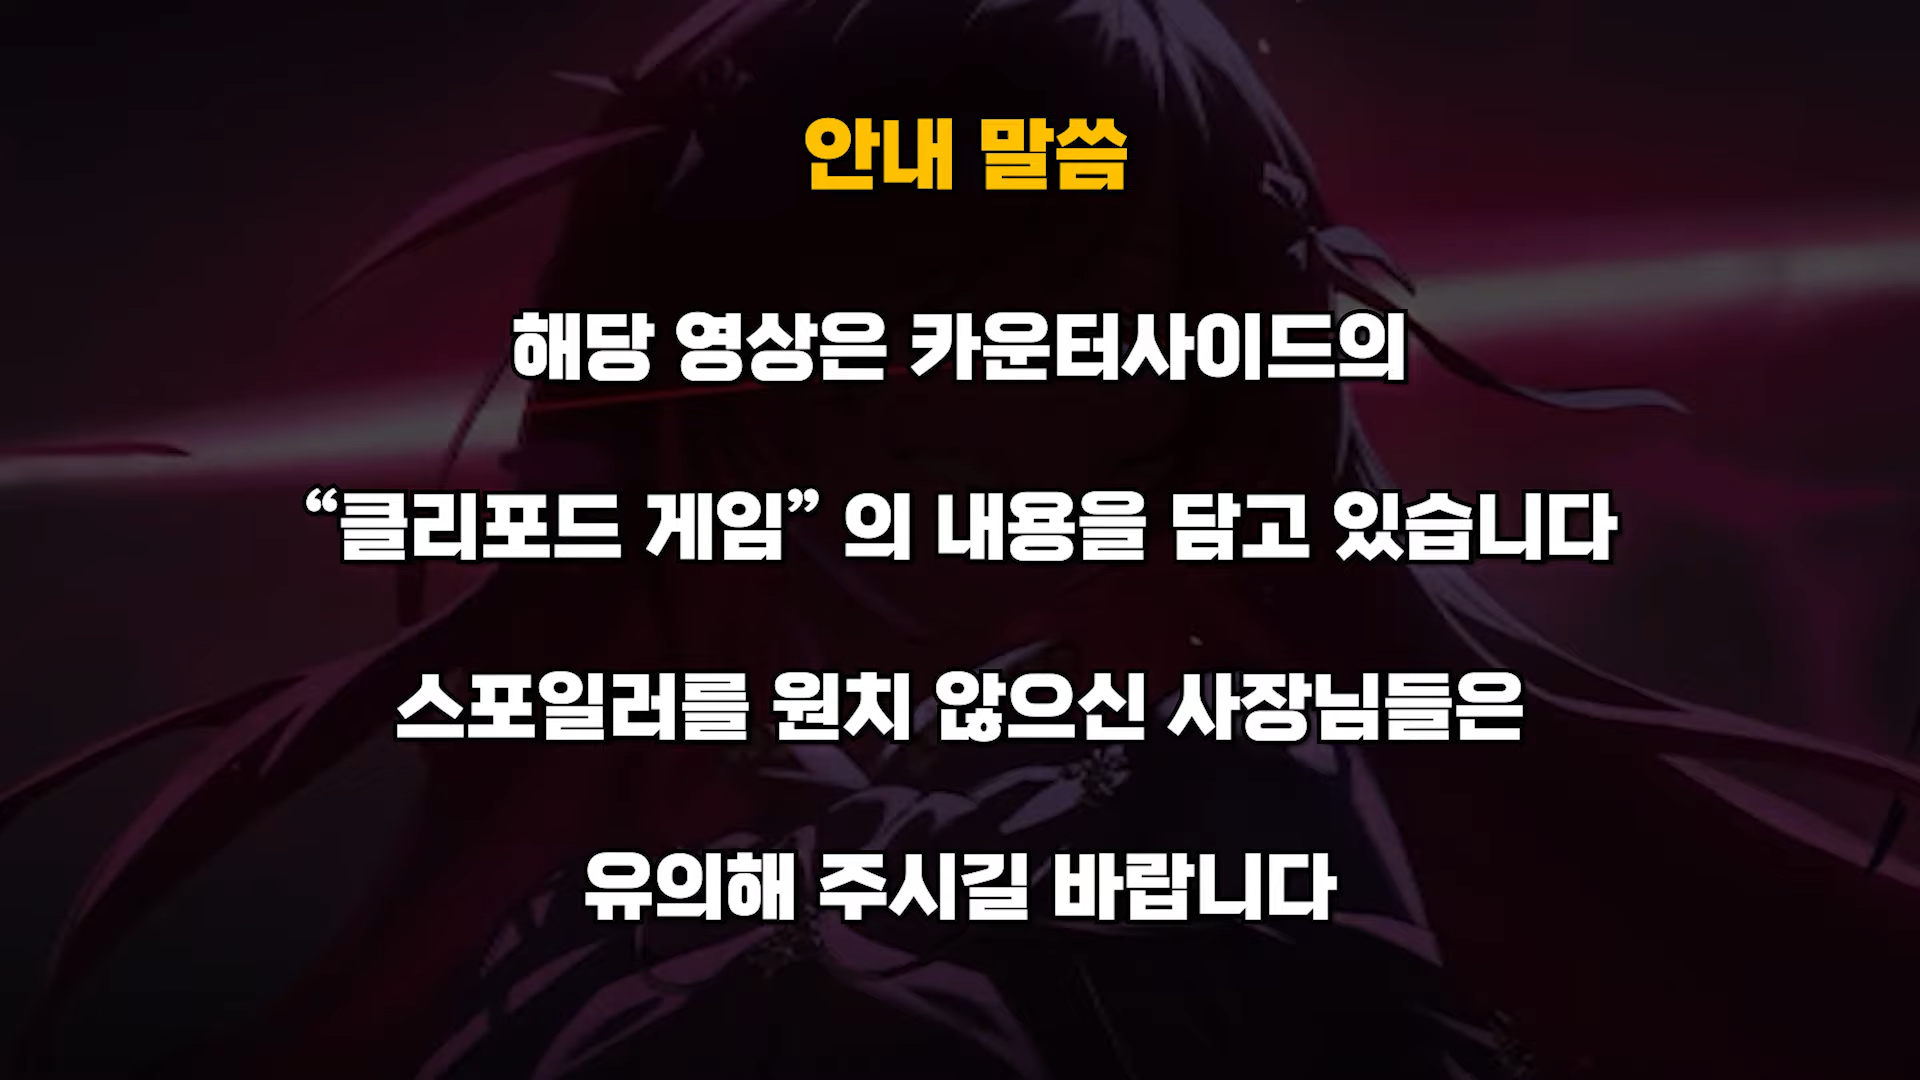 안내 말씀
해당 영상은 카운터사이드의
“클리포드 게임” 의 내용을 담고 있습니다
스포일러를 원치 않으신 사장님들은
유의해 주시길 바랍니다